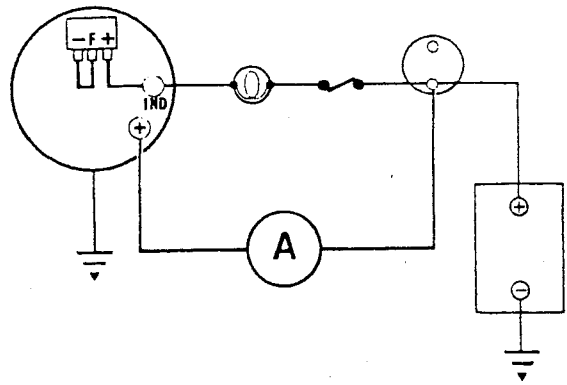 – F +
IND
+
A
+
–